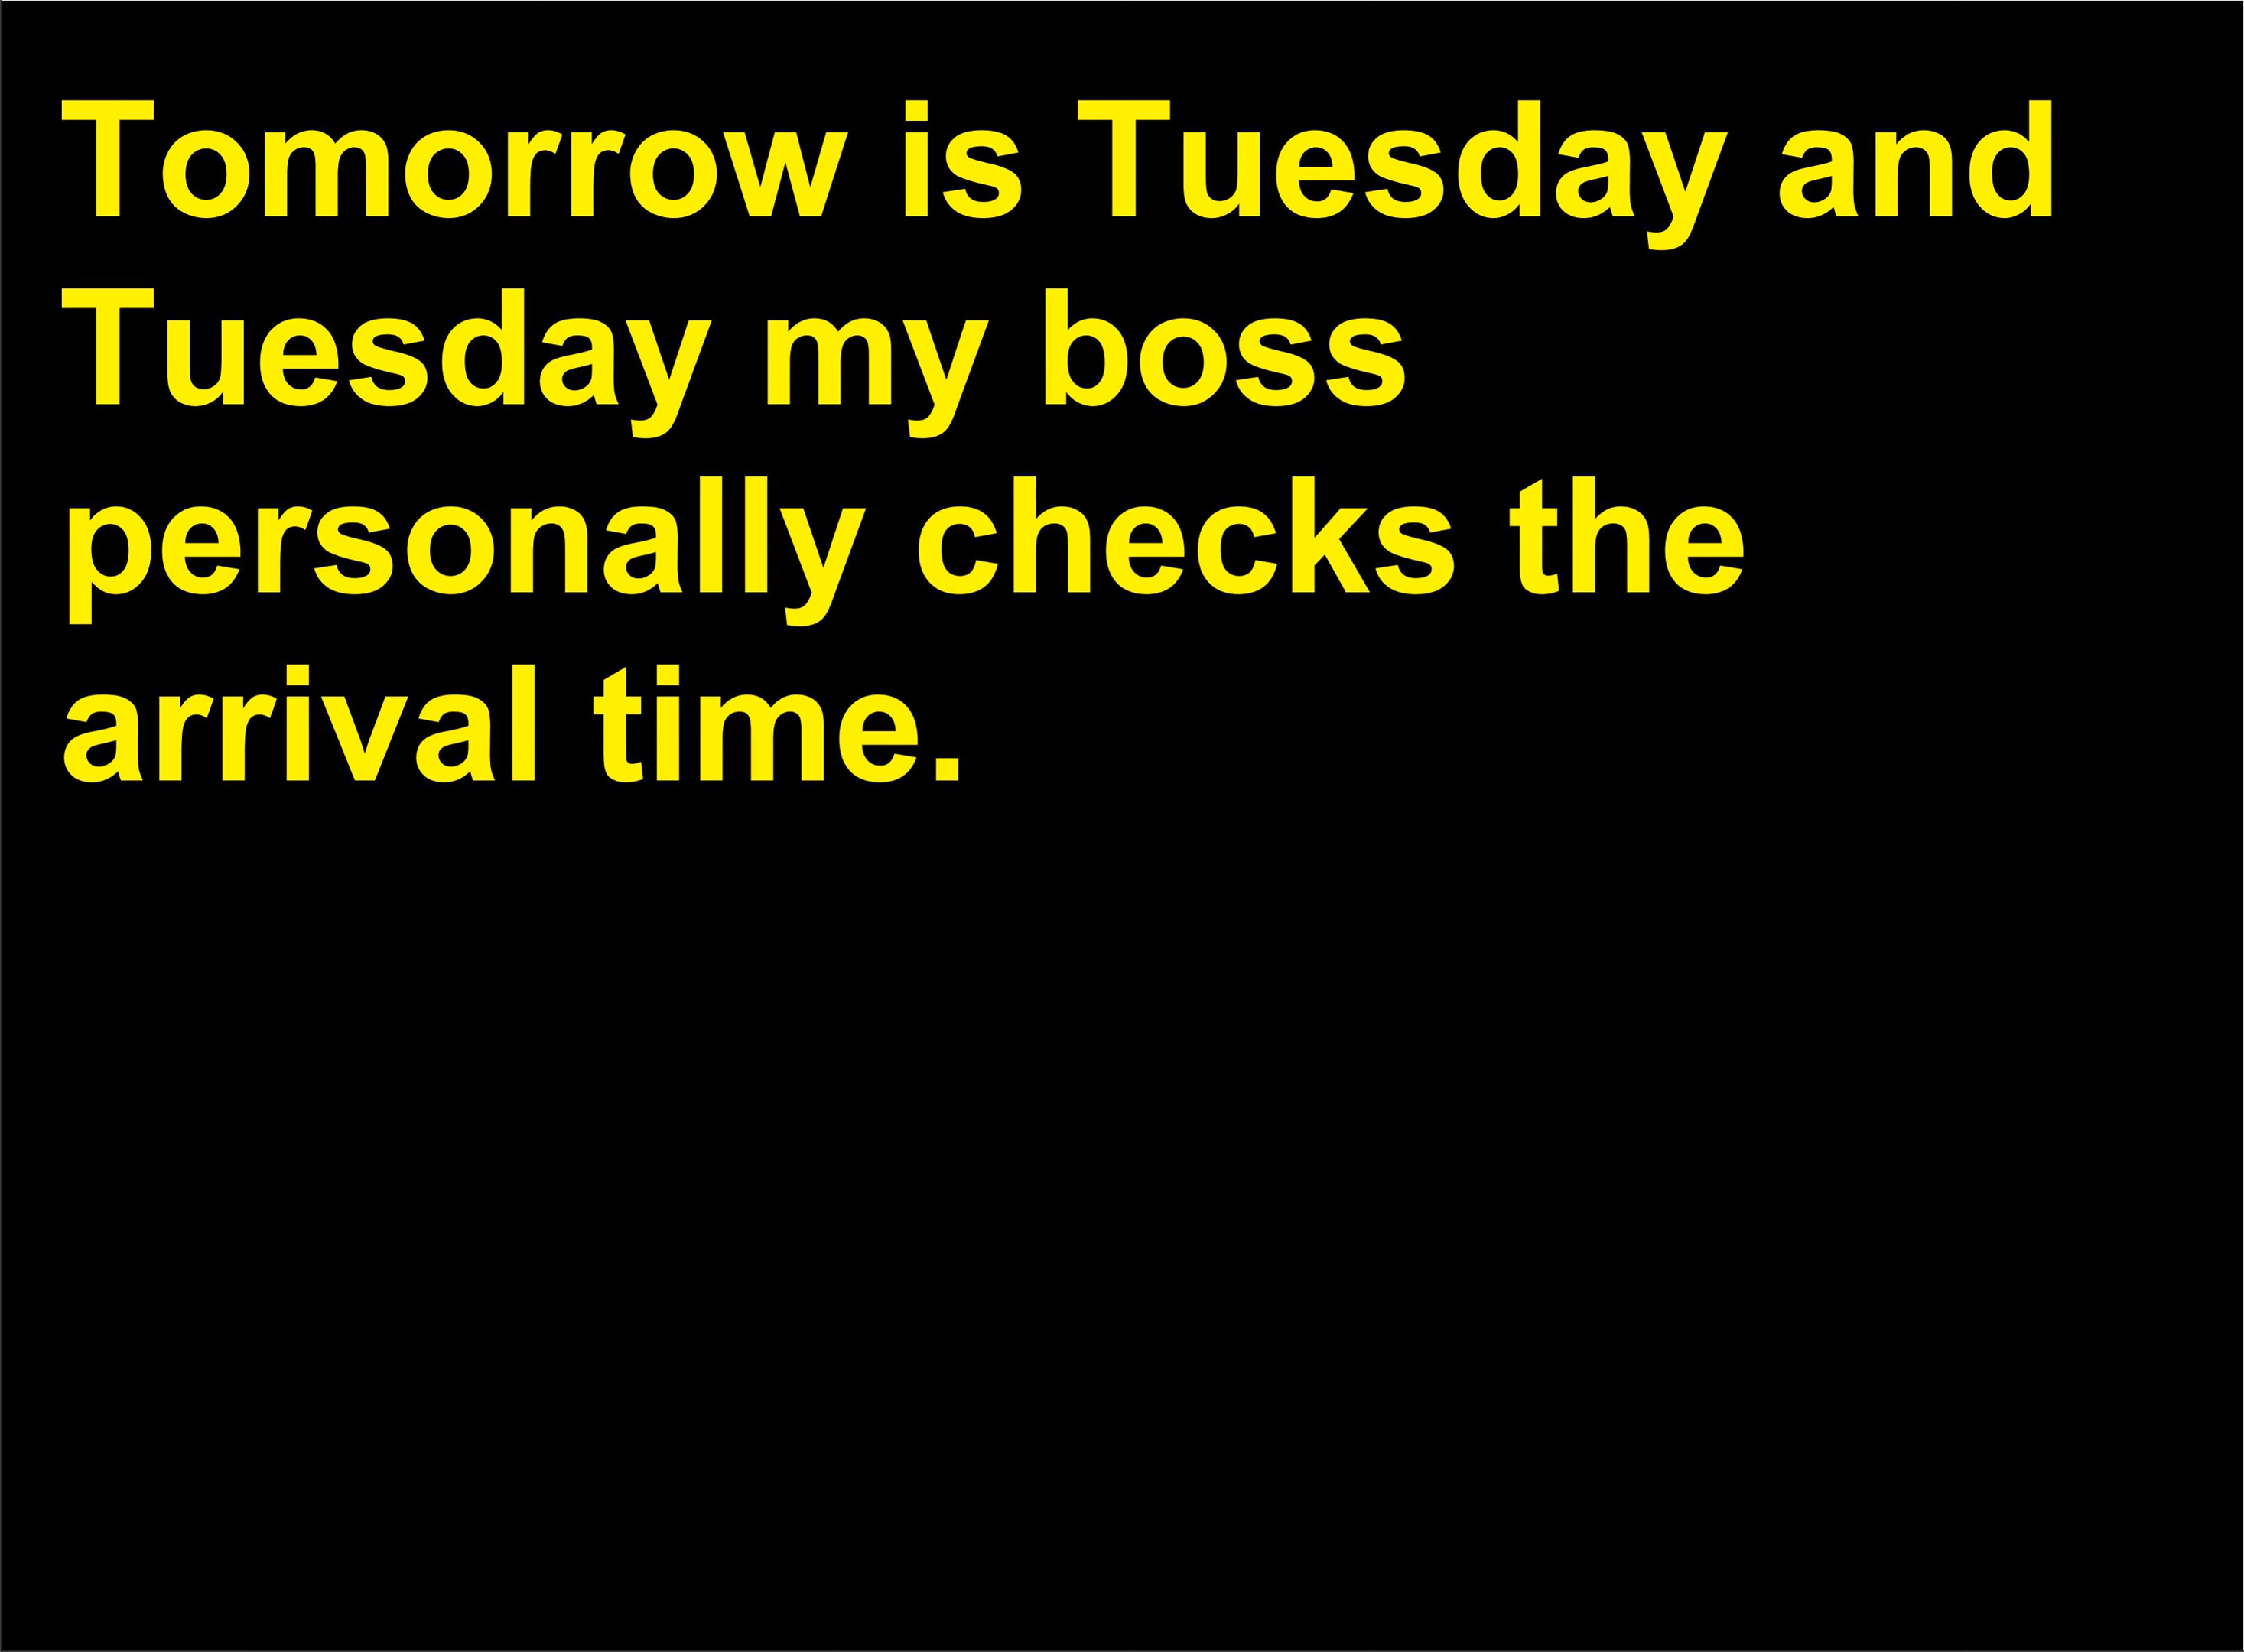 Tomorrow is Tuesday and
Tuesday my boss
personally checks the
arrival time.